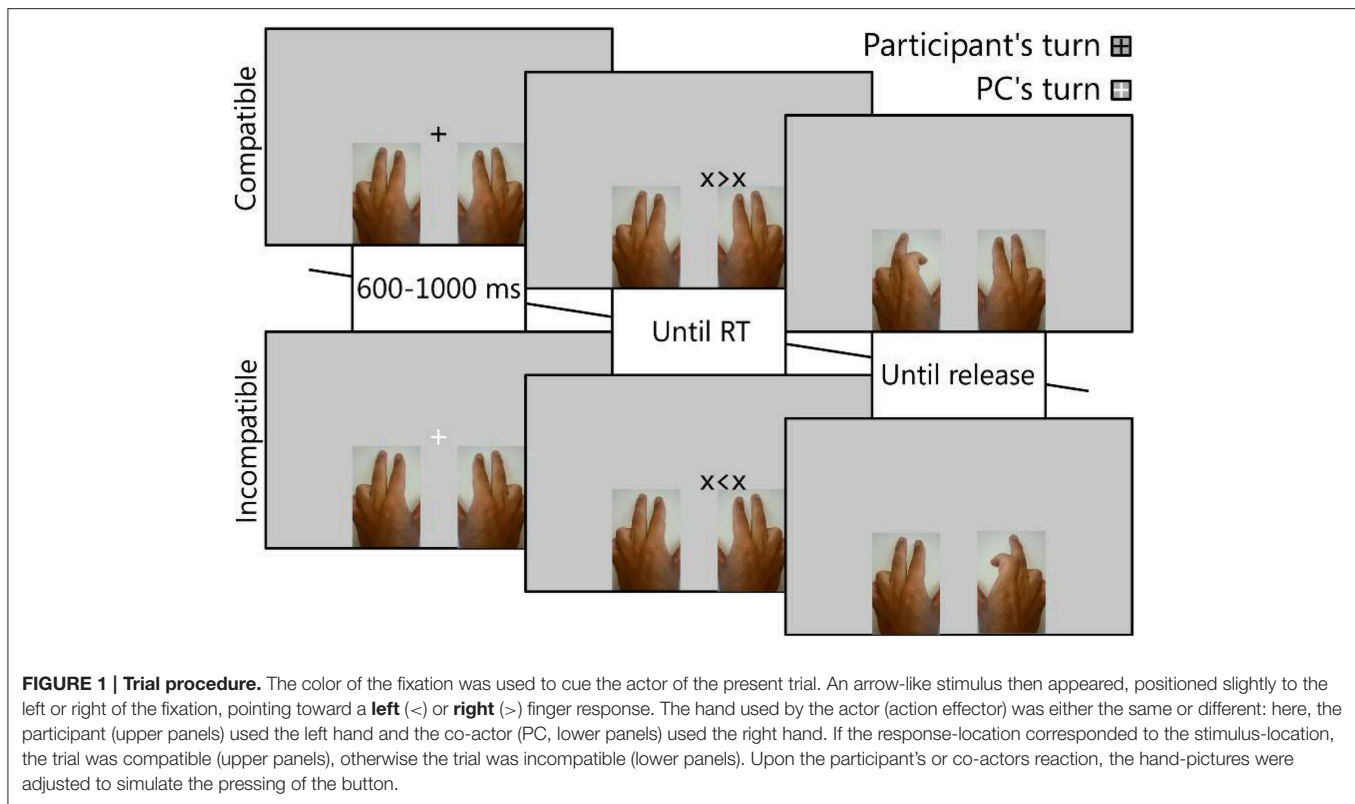 Participant's turn +
PC's turn +
Compatible
+
x>x
600-1000 ms
Until RT
Until release
Incompatible
+
x<x
FIGURE 1 | Trial procedure. The color of the fixation was used to cue the actor of the present trial. An arrow-like stimulus then appeared, positioned slightly to the
left or right of the fixation, pointing toward a left (<) or right (>) finger response. The hand used by the actor (action effector) was either the same or different: here, the
participant (upper panels) used the left hand and the co-actor (PC, lower panels) used the right hand. If the response-location corresponded to the stimulus-location,
the trial was compatible (upper panels), otherwise the trial was incompatible (lower panels). Upon the participant's or co-actors reaction, the hand-pictures were
adjusted to simulate the pressing of the button.